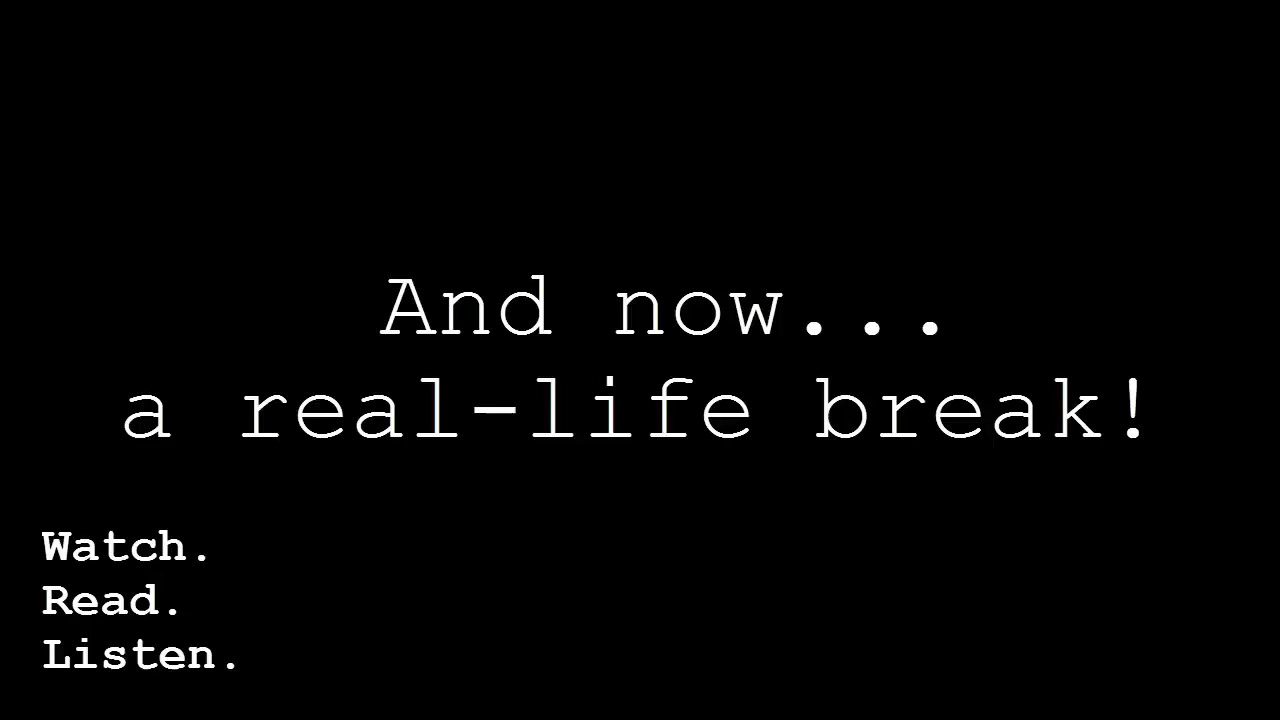 And now...
a real-life break!
Watch.
Read.
Listen.